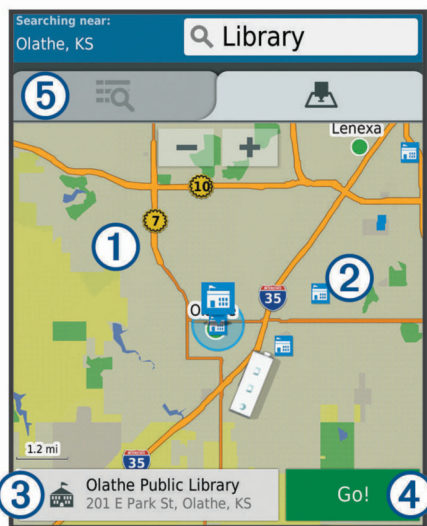 Searching near:
Olathe, KS
Library
5
Lenexa
10
7
1
2
35
1.2 mi
35
3
Olathe Public Library
201 E Park St, Olathe, KS
Go!
4